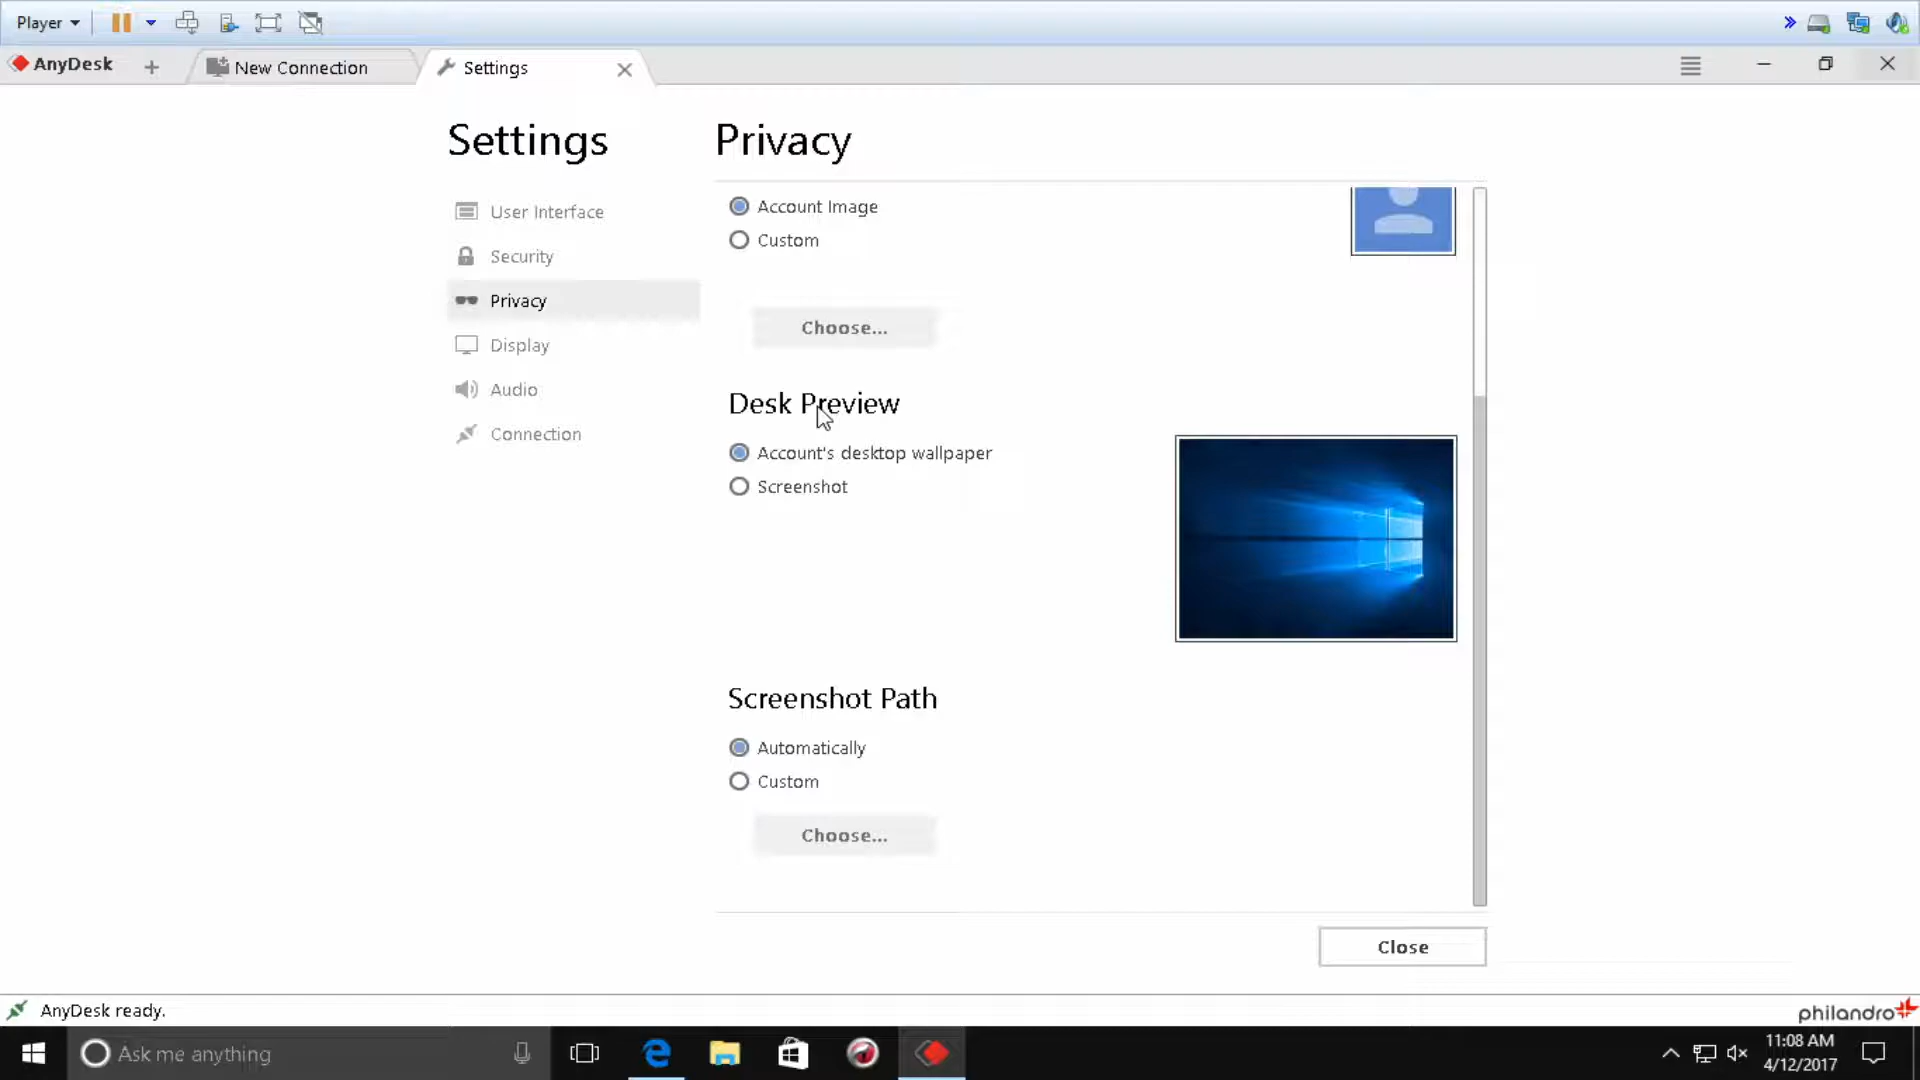 Player
AnyDesk
New Connection
Settings
Settings
User Interface
Security
Privacy
Display
Audio
Connection
Privacy
Account Image
Custom
Choose...
Desk Preview
Account's desktop wallpaper
Screenshot
Screenshot Path
Automatically
Custom
Choose...
Close
AnyDesk ready.
philandro
Ask me anything
11:08 AM
4/12/2017